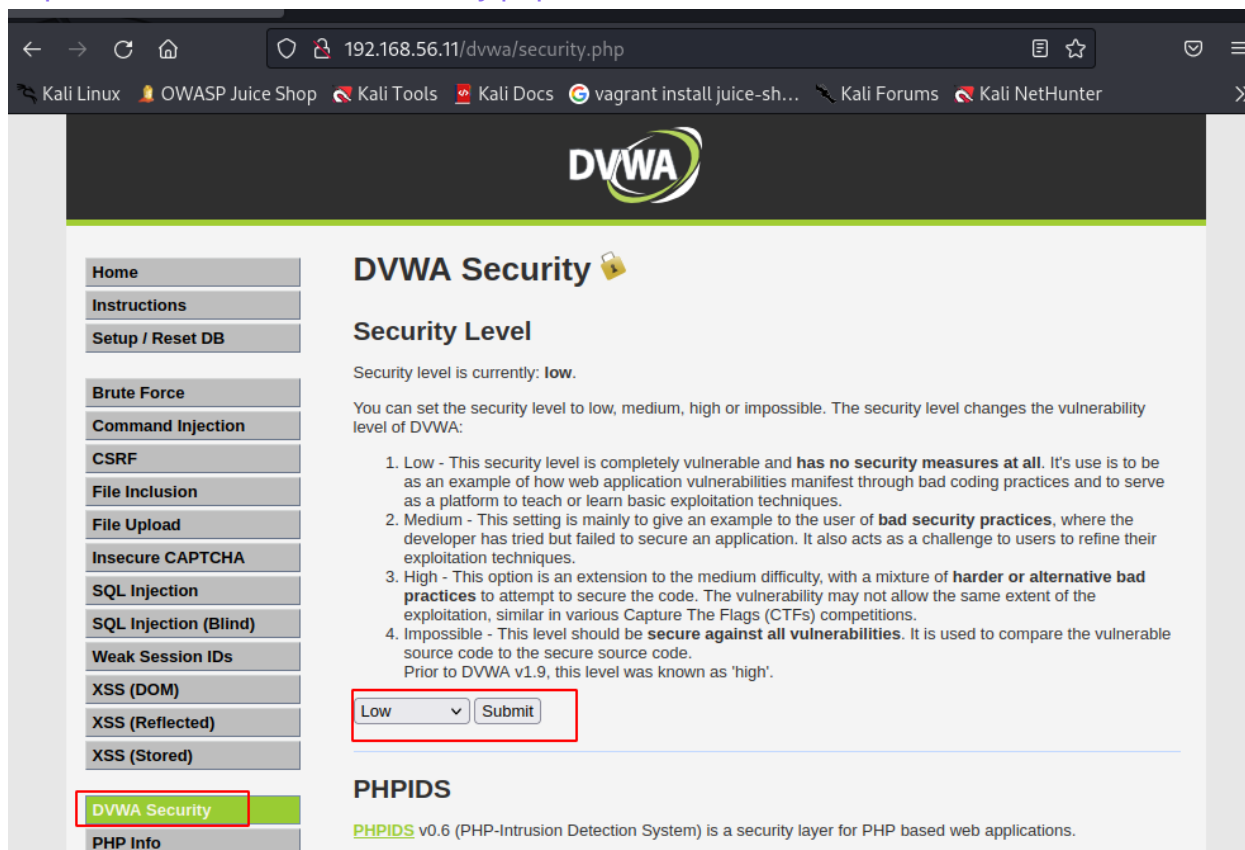 192.168.56.11/dvwa/security.php
Kali Linux OWASP Juice Shop Kali Tools Kali Docs vagrant install juice-sh... Kali Forums Kali NetHunter
DVWA
Home
Instructions
Setup / Reset DB
Brute Force
Command Injection
CSRF
File Inclusion
File Upload
Insecure CAPTCHA
SQL Injection
SQL Injection (Blind)
Weak Session IDs
XSS (DOM)
XSS (Reflected)
XSS (Stored)
DVWA Security
PHP Info
DVWA Security
Security Level
Security level is currently: low.
You can set the security level to low, medium, high or impossible. The security level changes the vulnerability
level of DVWA:
1. Low - This security level is completely vulnerable and has no security measures at all. It's use is to be
as an example of how web application vulnerabilities manifest through bad coding practices and to serve
as a platform to teach or learn basic exploitation techniques.
2. Medium - This setting is mainly to give an example to the user of bad security practices, where the
developer has tried but failed to secure an application. It also acts as a challenge to users to refine their
exploitation techniques.
3. High - This option is an extension to the medium difficulty, with a mixture of harder or alternative bad
practices to attempt to secure the code. The vulnerability may not allow the same extent of the
exploitation, similar in various Capture The Flags (CTFs) competitions.
4. Impossible - This level should be secure against all vulnerabilities. It is used to compare the vulnerable
source code to the secure source code.
Prior to DVWA v1.9, this level was known as 'high'.
Low Submit
PHPIDS
PHPIDS v0.6 (PHP-Intrusion Detection System) is a security layer for PHP based web applications.